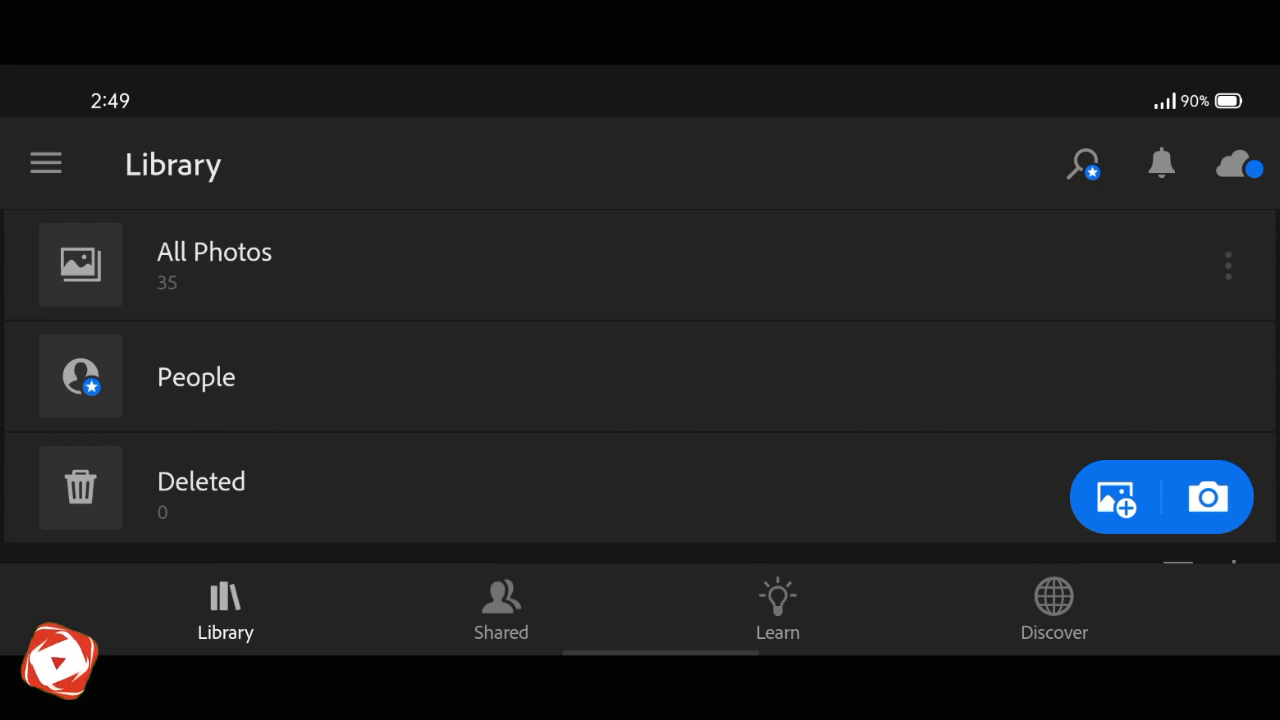 2:49
90%
Library
All Photos
35
People
Deleted
0
Library
Shared
Learn
Discover